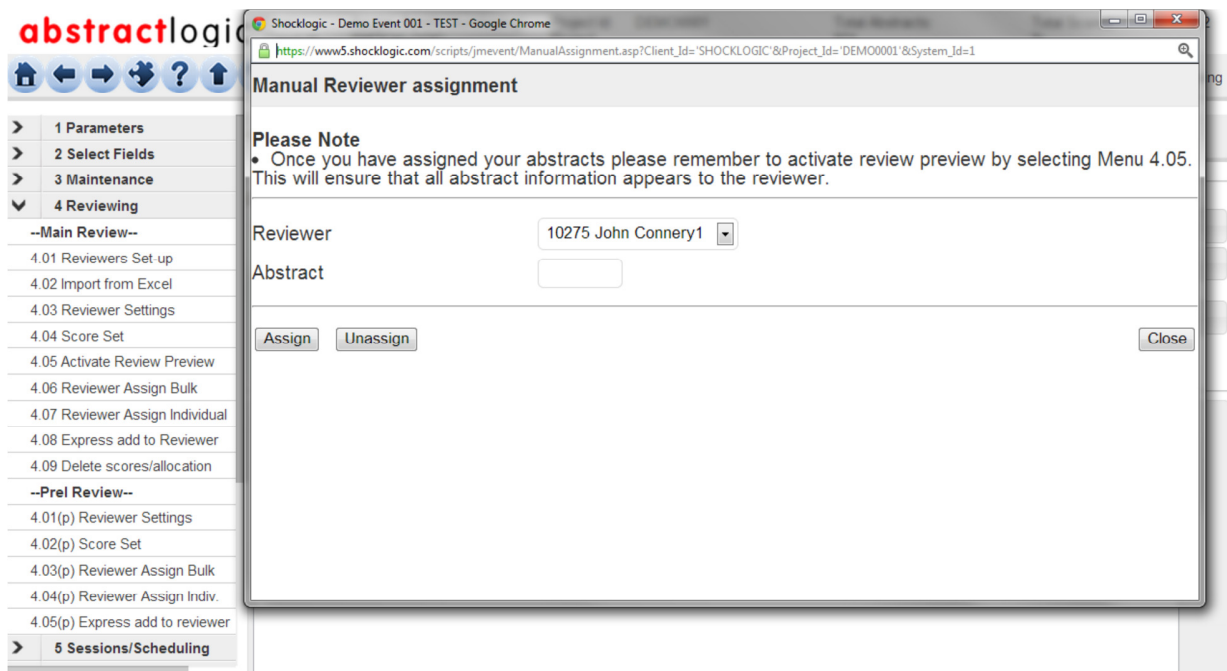 abstractlogic
Shocklogic - Demo Event 001 - TEST - Google Chrome
https://www5.shocklogic.com/scripts/jmevent/ManualAssignment.asp?Client_Id='SHOCKLOGIC'&Project_Id='DEMO0001'&System_Id=1
Manual Reviewer assignment
Please Note
• Once you have assigned your abstracts please remember to activate review preview by selecting Menu 4.05.
This will ensure that all abstract information appears to the reviewer.
Reviewer
10275 John Connery1
Abstract
Assign
Unassign
Close
ng
1 Parameters
2 Select Fields
3 Maintenance
4 Reviewing
--Main Review--
4.01 Reviewers Set-up
4.02 Import from Excel
4.03 Reviewer Settings
4.04 Score Set
4.05 Activate Review Preview
4.06 Reviewer Assign Bulk
4.07 Reviewer Assign Individual
4.08 Express add to Reviewer
4.09 Delete scores/allocation
--Prel Review--
4.01(p) Reviewer Settings
4.02(p) Score Set
4.03(p) Reviewer Assign Bulk
4.04(p) Reviewer Assign Indiv.
4.05(p) Express add to reviewer
5 Sessions/Scheduling